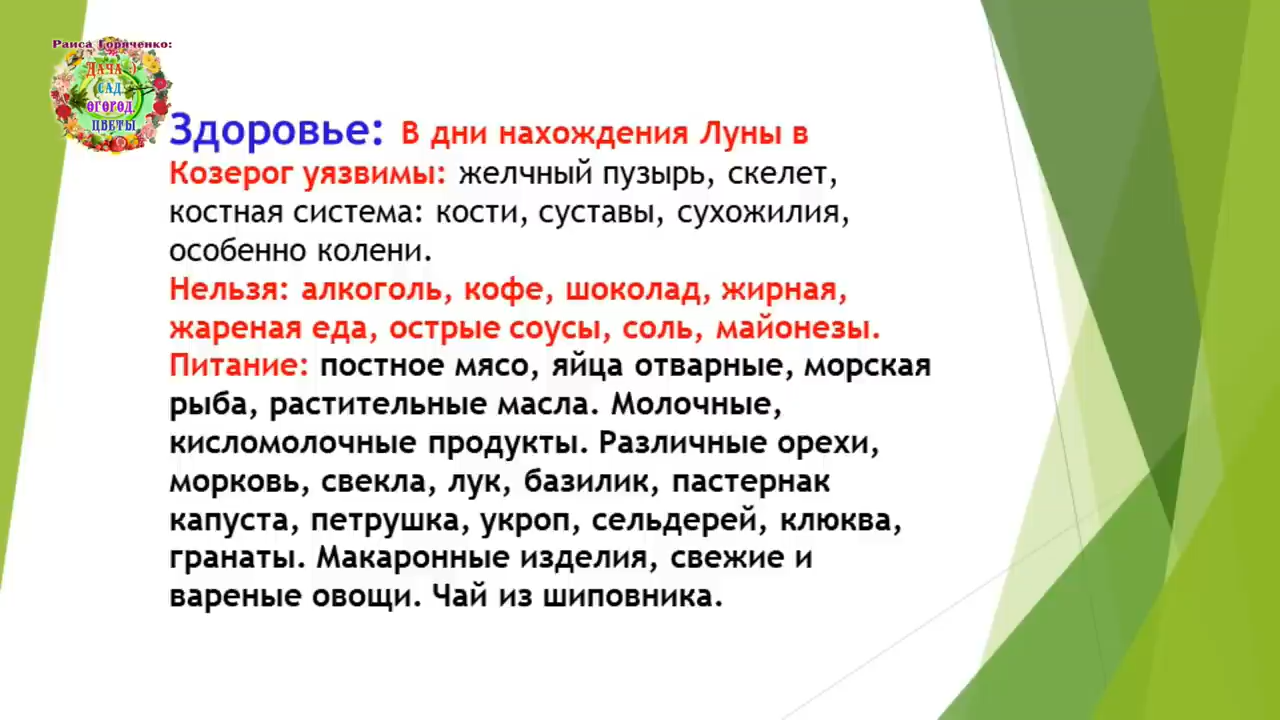 Раиса Горяченко:
Дача :)
сад,
огород,
цветы
Здоровье: В дни нахождения Луны в
Козерог уязвимы: желчный пузырь, скелет,
костная система: кости, суставы, сухожилия,
особенно колени.
Нельзя: алкоголь, кофе, шоколад, жирная,
жареная еда, острые соусы, соль, майонезы.
Питание: постное мясо, яйца отварные, морская
рыба, растительные масла. Молочные,
кисломолочные продукты. Различные орехи,
морковь, свекла, лук, базилик, пастернак
капуста, петрушка, укроп, сельдерей, клюква,
гранаты. Макаронные изделия, свежие и
вареные овощи. Чай из шиповника.